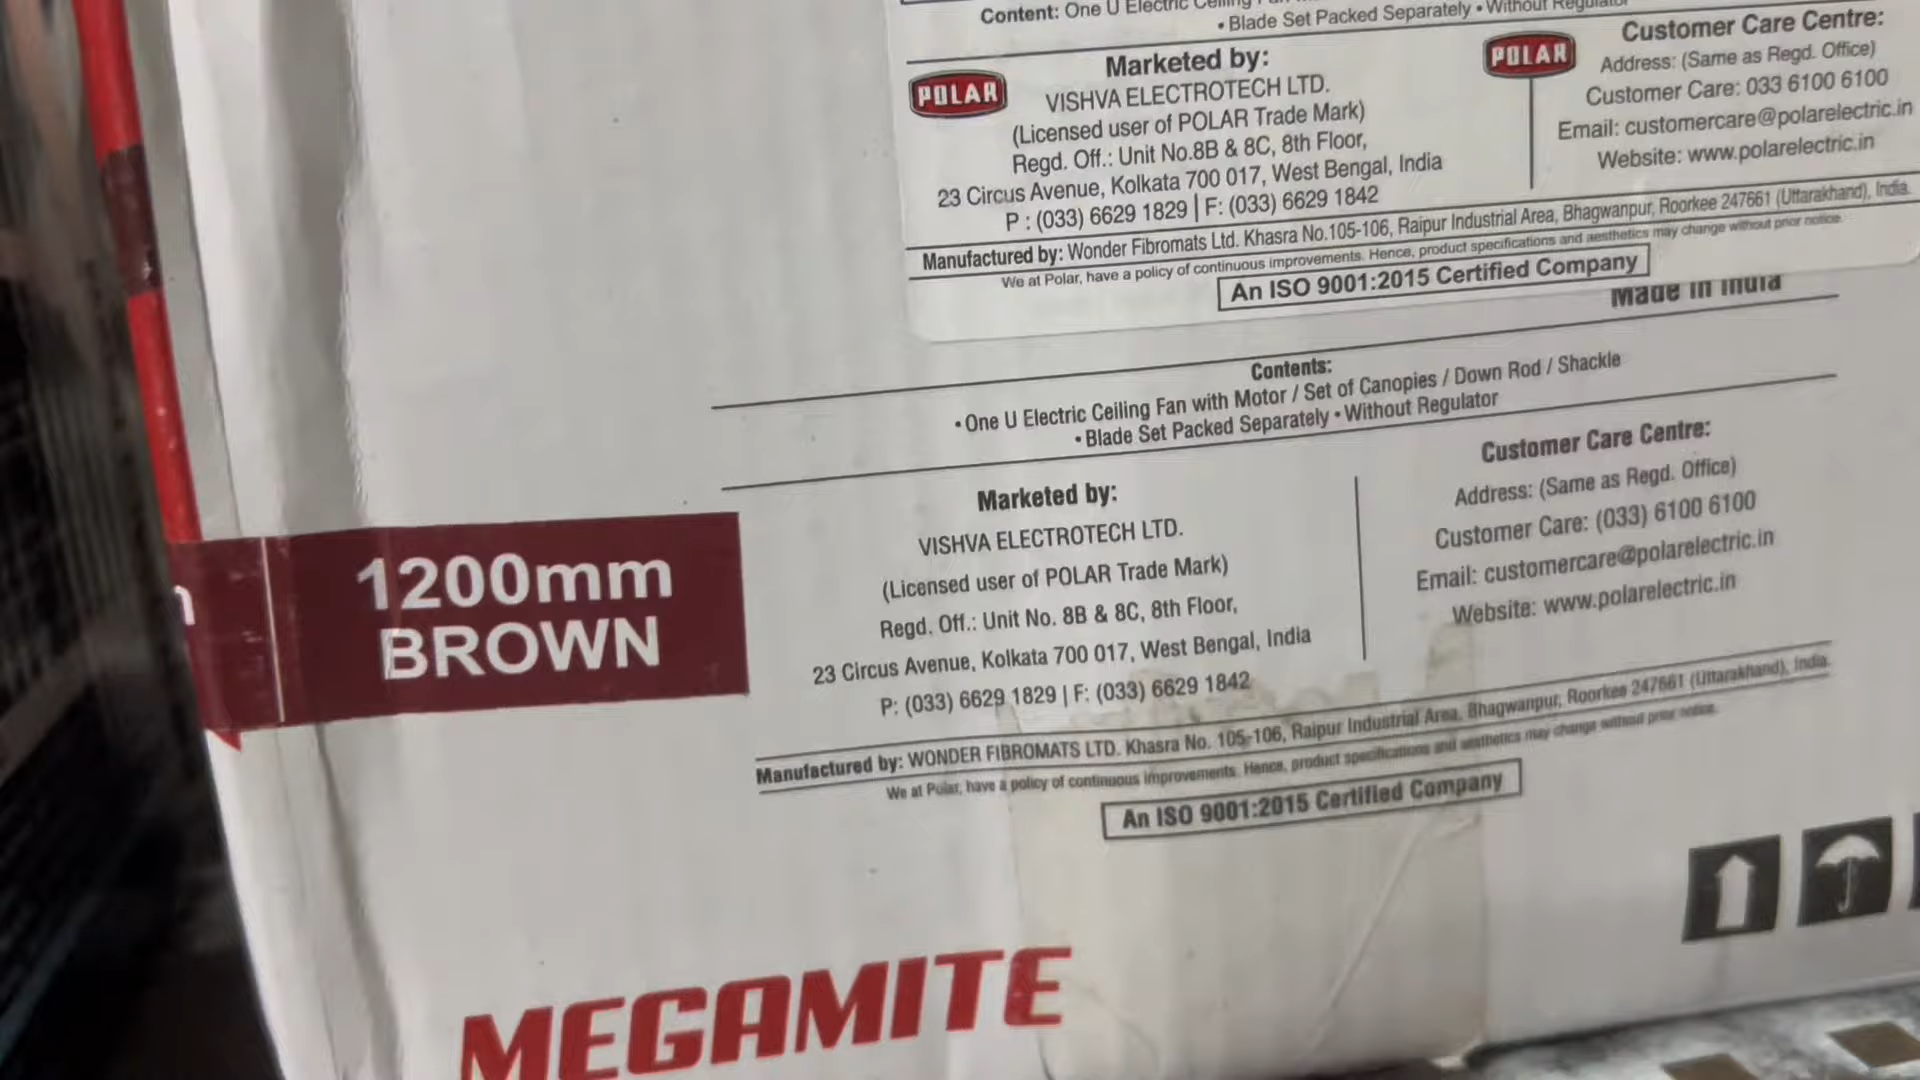 Content: One U Electric Ceiling Fan
• Blade Set Packed Separately • Without Regulator
POLAR
Marketed by:
VISHVA ELECTROTECH LTD.
(Licensed user of POLAR Trade Mark)
Regd. Off.: Unit No.8B & 8C, 8th Floor,
23 Circus Avenue, Kolkata 700 017, West Bengal, India
P : (033) 6629 1829 | F: (033) 6629 1842
POLAR
Customer Care Centre:
Address: (Same as Regd. Office)
Customer Care: 033 6100 6100
Email: customercare@polarelectric.in
Website: www.polarelectric.in
Manufactured by: Wonder Fibromats Ltd. Khasra No.105-106, Raipur Industrial Area, Bhagwanpur, Roorkee 247661 (Uttarakhand), India.
We at Polar, have a policy of continuous improvements. Hence, product specifications and aesthetics may change without prior notice.
An ISO 9001:2015 Certified Company
Made in India
Contents:
• One U Electric Ceiling Fan with Motor / Set of Canopies / Down Rod / Shackle
• Blade Set Packed Separately • Without Regulator
1200mm
BROWN
Marketed by:
VISHVA ELECTROTECH LTD.
(Licensed user of POLAR Trade Mark)
Regd. Off.: Unit No. 8B & 8C, 8th Floor,
23 Circus Avenue, Kolkata 700 017, West Bengal, India
P: (033) 6629 1829 | F: (033) 6629 1842
Customer Care Centre:
Address: (Same as Regd. Office)
Customer Care: (033) 6100 6100
Email: customercare@polarelectric.in
Website: www.polarelectric.in
Manufactured by: WONDER FIBROMATS LTD. Khasra No. 105-106, Raipur Industrial Area, Bhagwanpur, Roorkee 247661 (Uttarakhand), India.
We at Polar, have a policy of continuous improvements. Hence, product specifications and aesthetics may change without prior notice.
An ISO 9001:2015 Certified Company
MEGAMITE